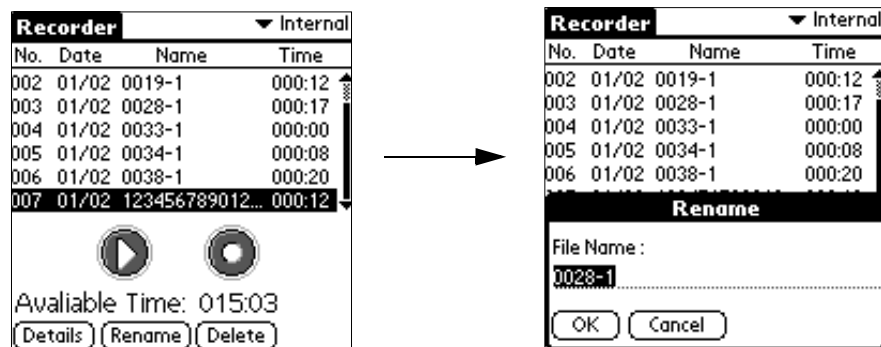 Recorder Internal
No. Date Name Time
002 01/02 0019-1 000:12
003 01/02 0028-1 000:17
004 01/02 0033-1 000:00
005 01/02 0034-1 000:08
006 01/02 0038-1 000:20
007 01/02 123456789012... 000:12
Avaliable Time: 015:03
Details Rename Delete
Recorder Internal
No. Date Name Time
002 01/02 0019-1 000:12
003 01/02 0028-1 000:17
004 01/02 0033-1 000:00
005 01/02 0034-1 000:08
006 01/02 0038-1 000:20
Rename
File Name :
0028-1
OK Cancel